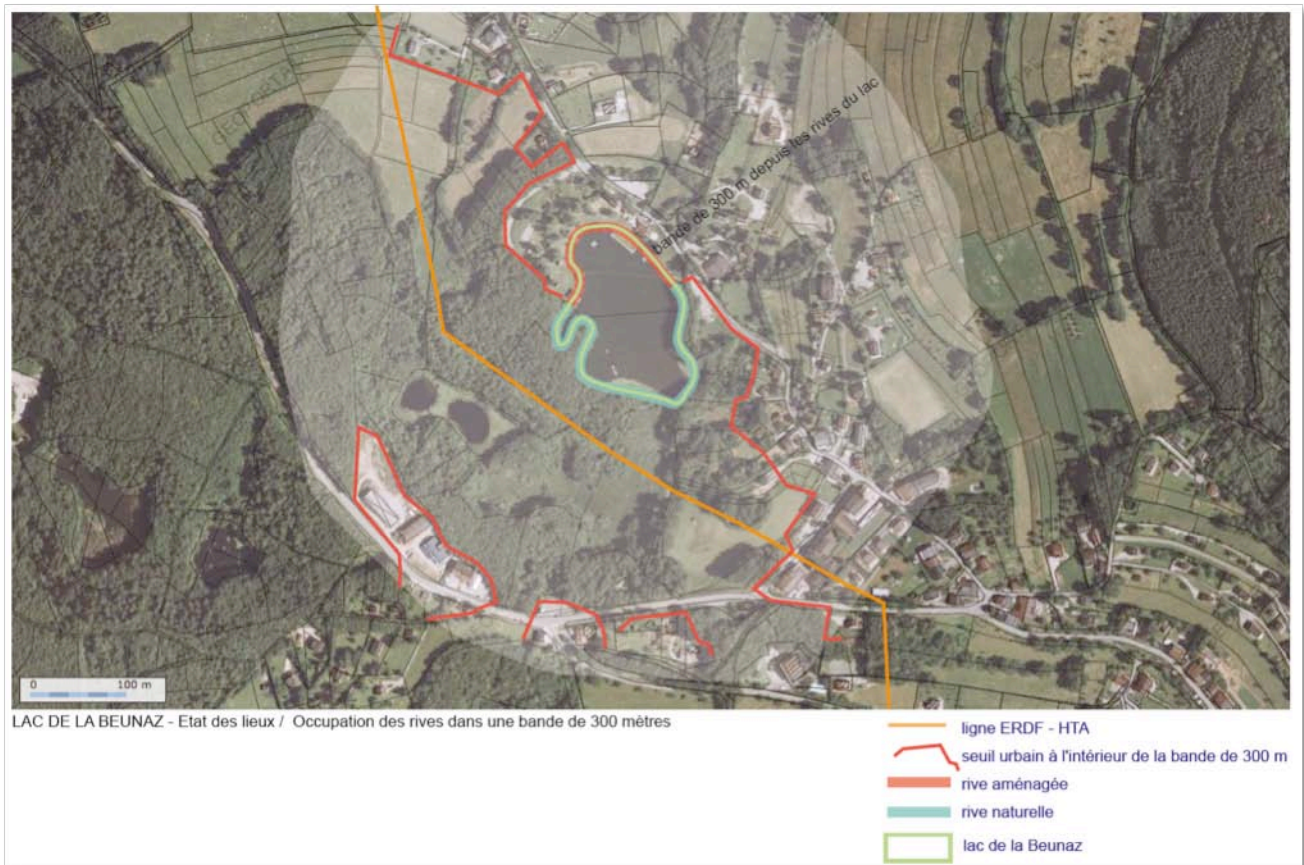 bande de 300 m depuis les rives du lac
0 100 m
LAC DE LA BEUNAZ - Etat des lieux / Occupation des rives dans une bande de 300 mètres
ligne ERDF - HTA
seuil urbain à l'intérieur de la bande de 300 m
rive aménagée
rive naturelle
lac de la Beunaz